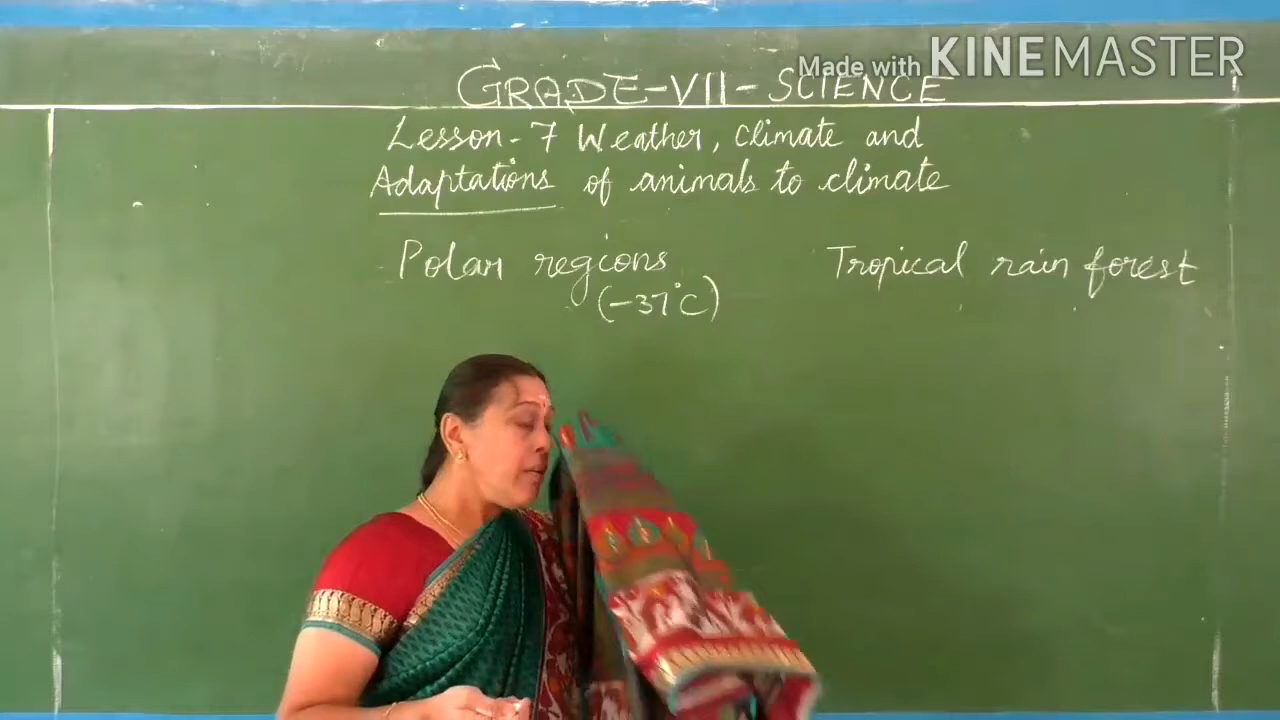 Made with KINEMASTER
GRADE-VII-SCIENCE
Lesson-7 Weather, Climate and
Adaptations of animals to climate
Polar regions
Tropical rain forest
(-37°C)